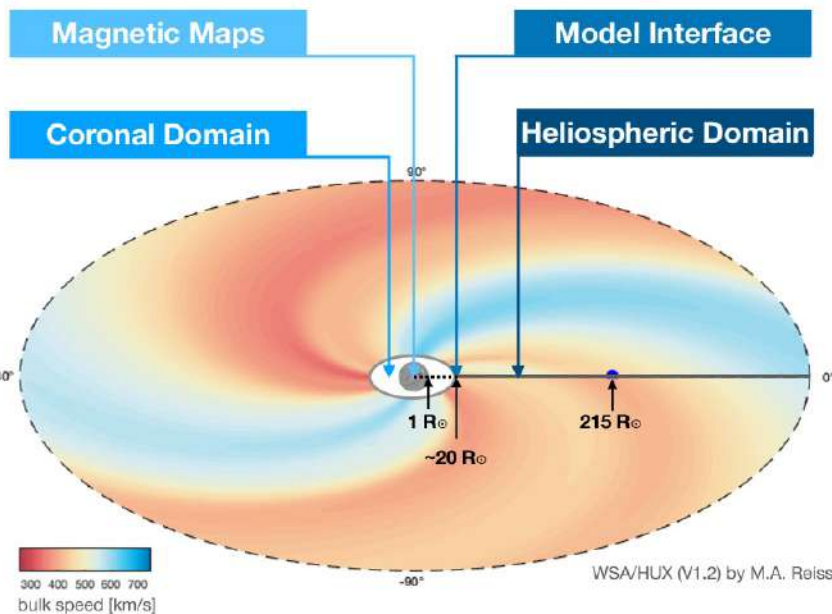 Magnetic Maps
Model Interface
Coronal Domain
Heliospheric Domain
90°
0°
1 R☉
215 R☉
~20 R☉
300 400 500 600 700
bulk speed [km/s]
-90°
WSA/HUX (V1.2) by M.A. Reiss